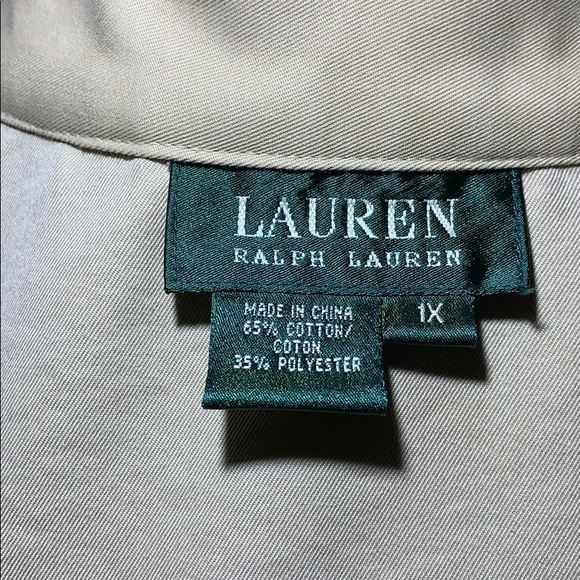 LAUREN
RALPH LAUREN
MADE IN CHINA
65% COTTON/
COTON
35% POLYESTER
1X